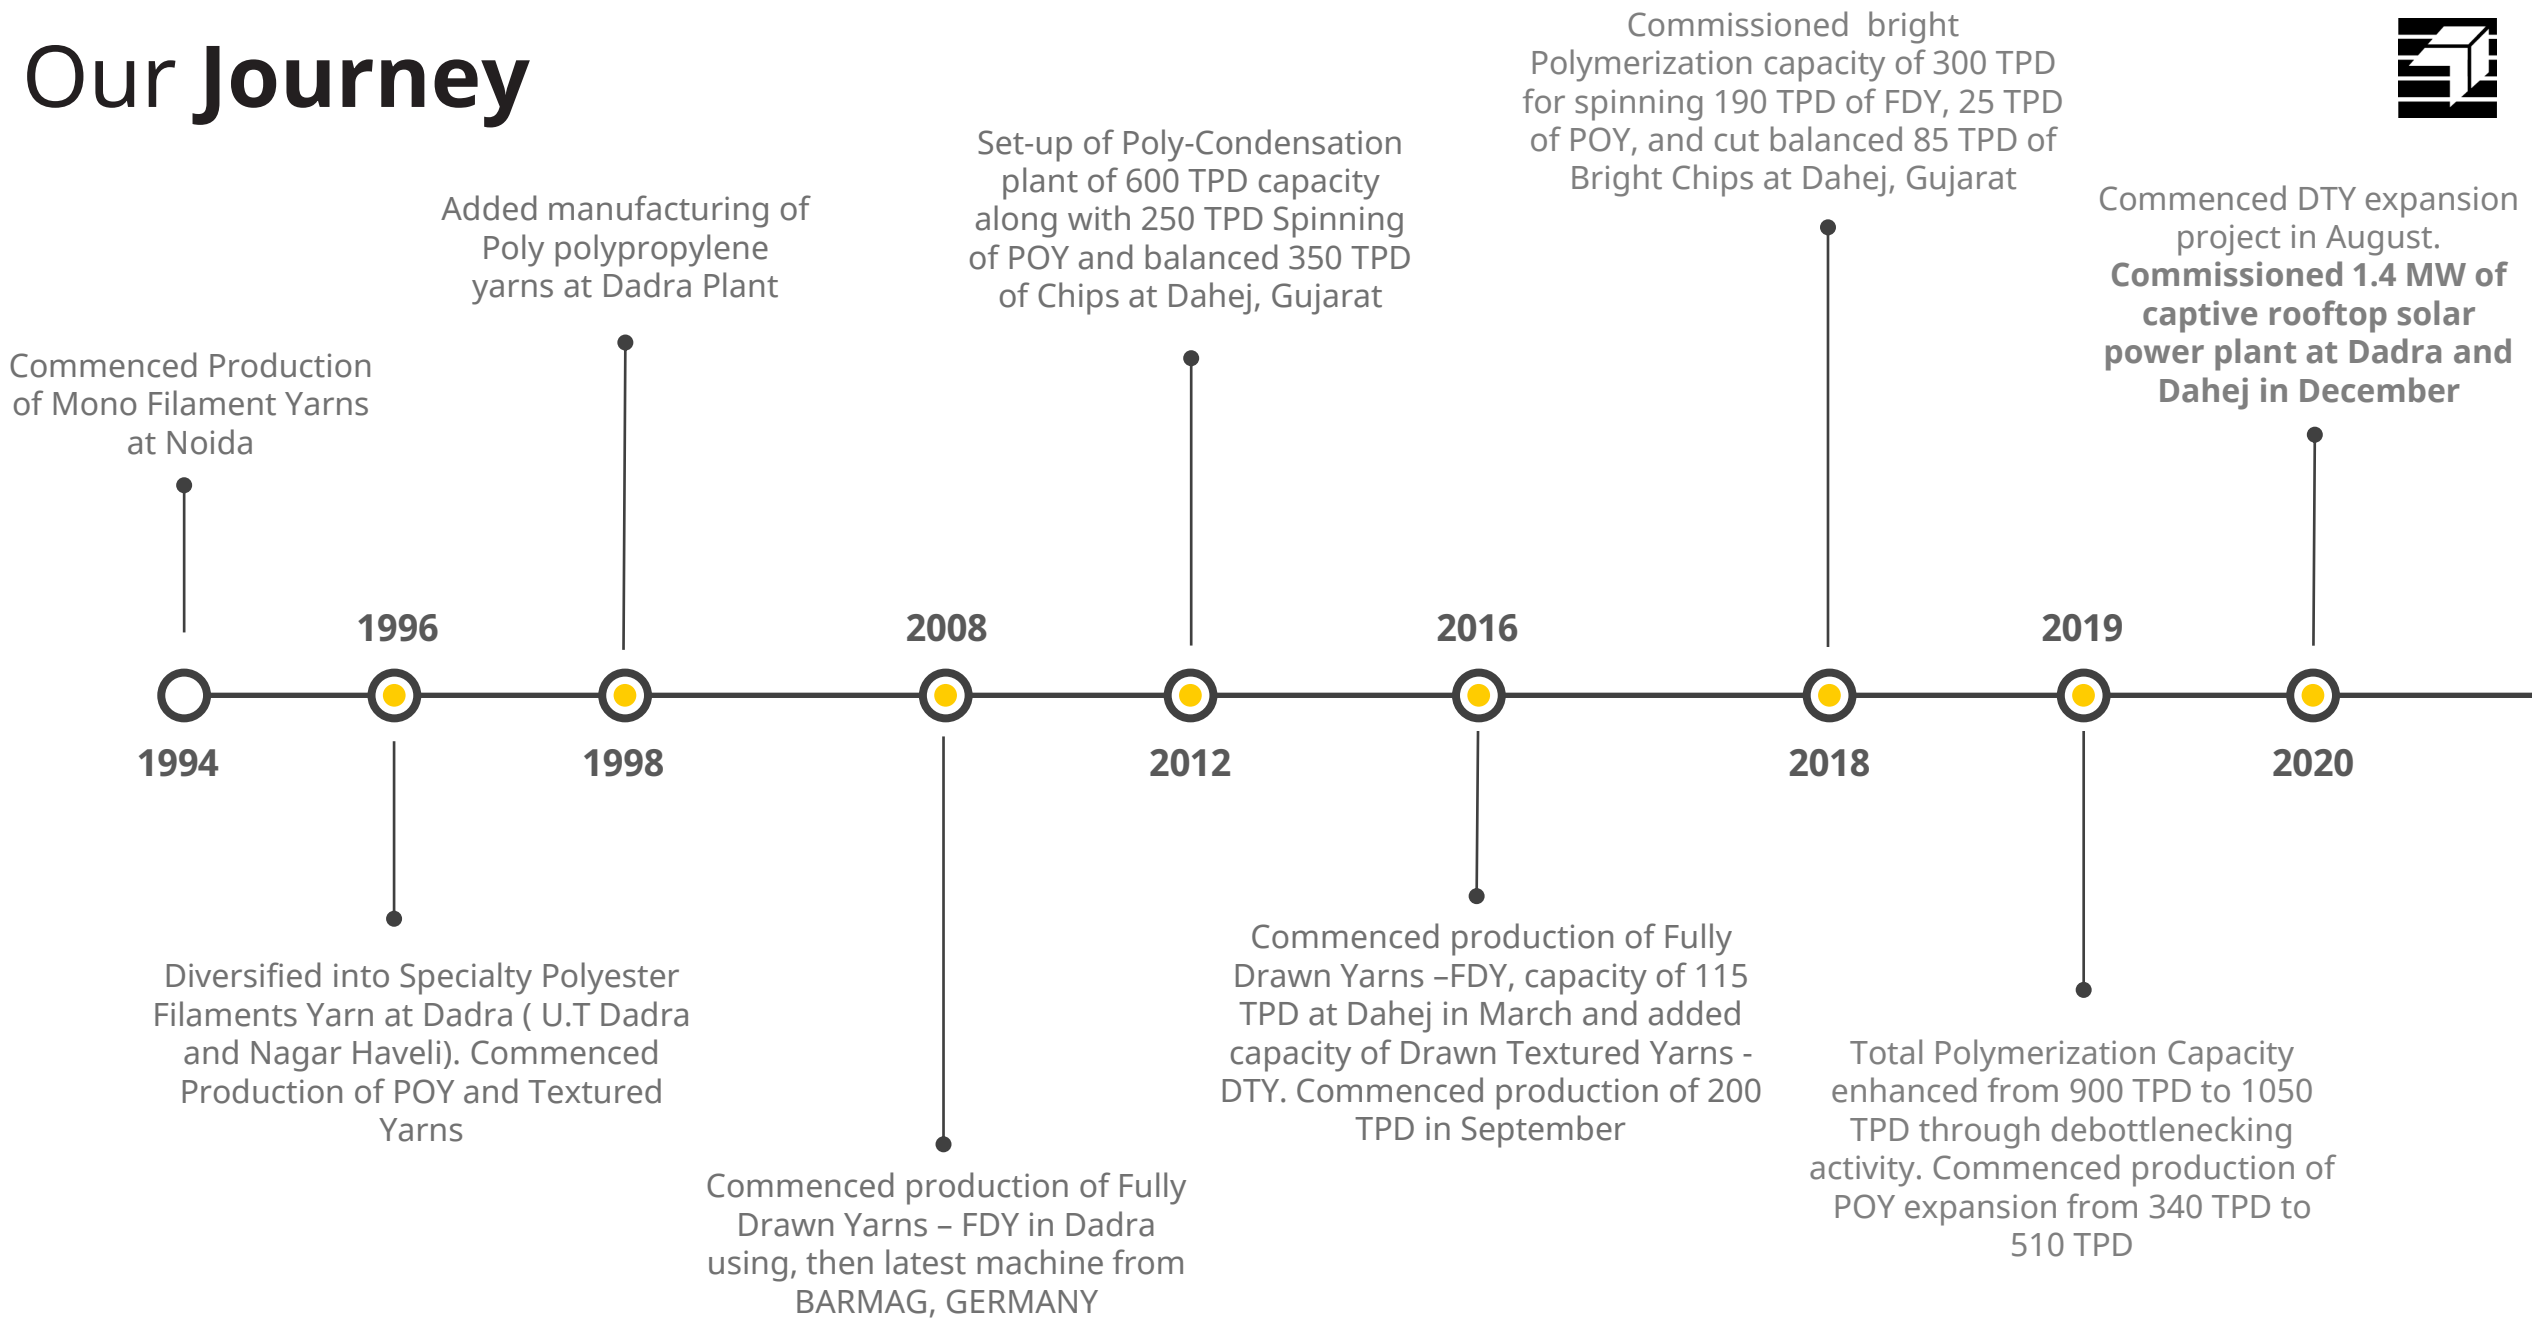 Our Journey
Commenced Production
of Mono Filament Yarns
at Noida
1994
1996
Diversified into Specialty Polyester
Filaments Yarn at Dadra ( U.T Dadra
and Nagar Haveli). Commenced
Production of POY and Textured
Yarns
Added manufacturing of
Poly polypropylene
yarns at Dadra Plant
1998
2008
Commenced production of Fully
Drawn Yarns – FDY in Dadra
using, then latest machine from
BARMAG, GERMANY
Set-up of Poly-Condensation
plant of 600 TPD capacity
along with 250 TPD Spinning
of POY and balanced 350 TPD
of Chips at Dahej, Gujarat
2012
2016
Commenced production of Fully
Drawn Yarns –FDY, capacity of 115
TPD at Dahej in March and added
capacity of Drawn Textured Yarns -
DTY. Commenced production of 200
TPD in September
Commissioned  bright
Polymerization capacity of 300 TPD
for spinning 190 TPD of FDY, 25 TPD
of POY, and cut balanced 85 TPD of
Bright Chips at Dahej, Gujarat
2018
2019
Total Polymerization Capacity
enhanced from 900 TPD to 1050
TPD through debottlenecking
activity. Commenced production of
POY expansion from 340 TPD to
510 TPD
Commenced DTY expansion
project in August.
Commissioned 1.4 MW of
captive rooftop solar
power plant at Dadra and
Dahej in December
2020